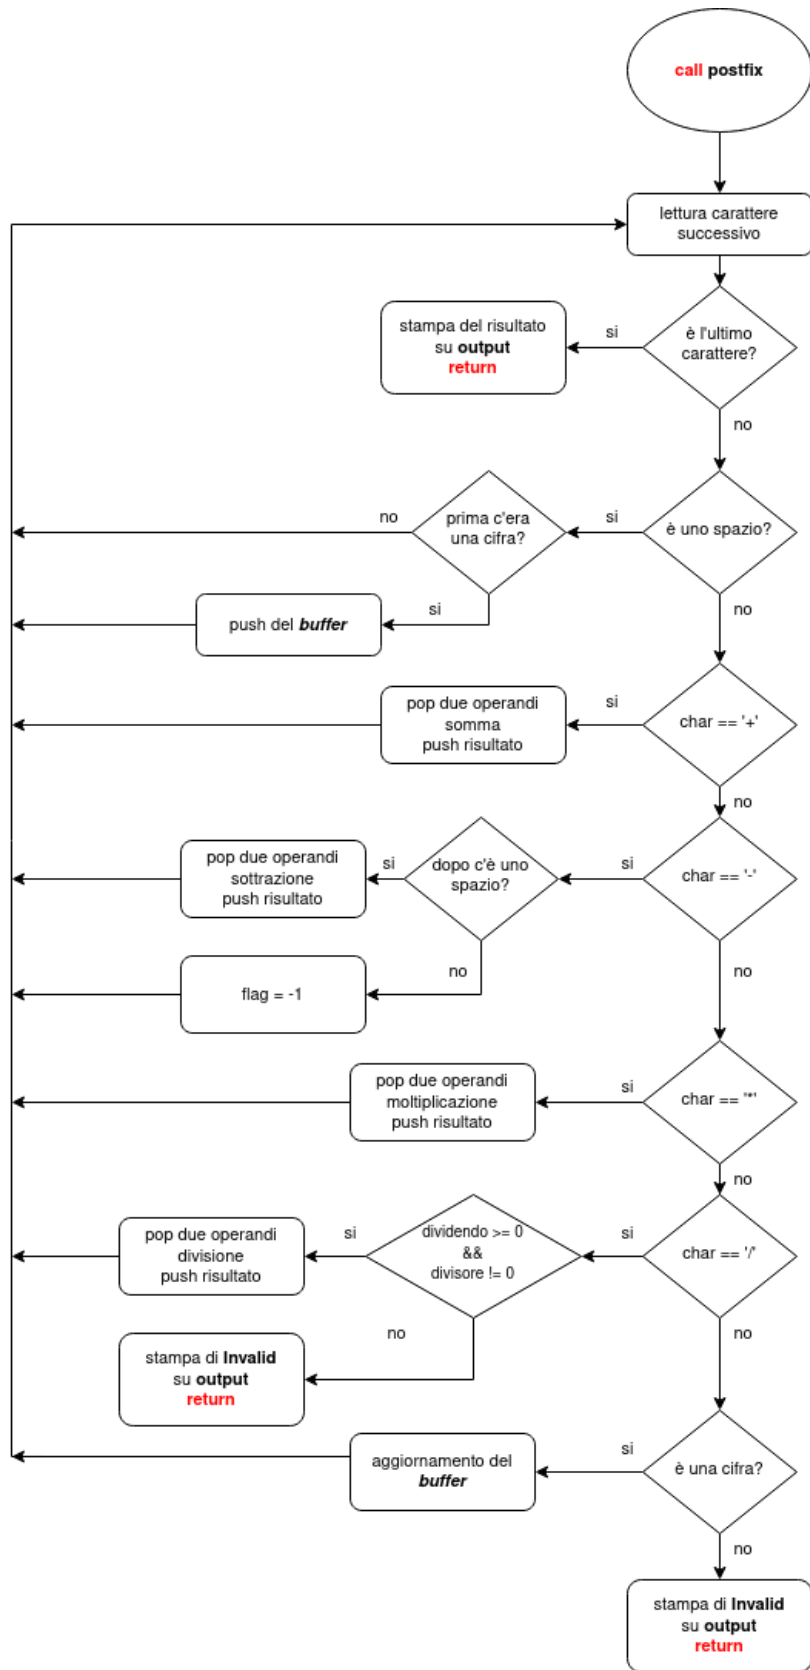 call postfix
lettura carattere
successivo
è l'ultimo
carattere?
si
stampa del risultato
su output
return
no
è uno spazio?
si
prima c'era
una cifra?
no
si
push del buffer
no
char == '+'
si
pop due operandi
somma
push risultato
no
char == '-'
si
dopo c'è uno
spazio?
si
pop due operandi
sottrazione
push risultato
no
flag = -1
no
char == '*'
si
pop due operandi
moltiplicazione
push risultato
no
char == '/'
si
dividendo >= 0
&&
divisore != 0
si
pop due operandi
divisione
push risultato
no
stampa di Invalid
su output
return
no
è una cifra?
si
aggiornamento del
buffer
no
stampa di Invalid
su output
return